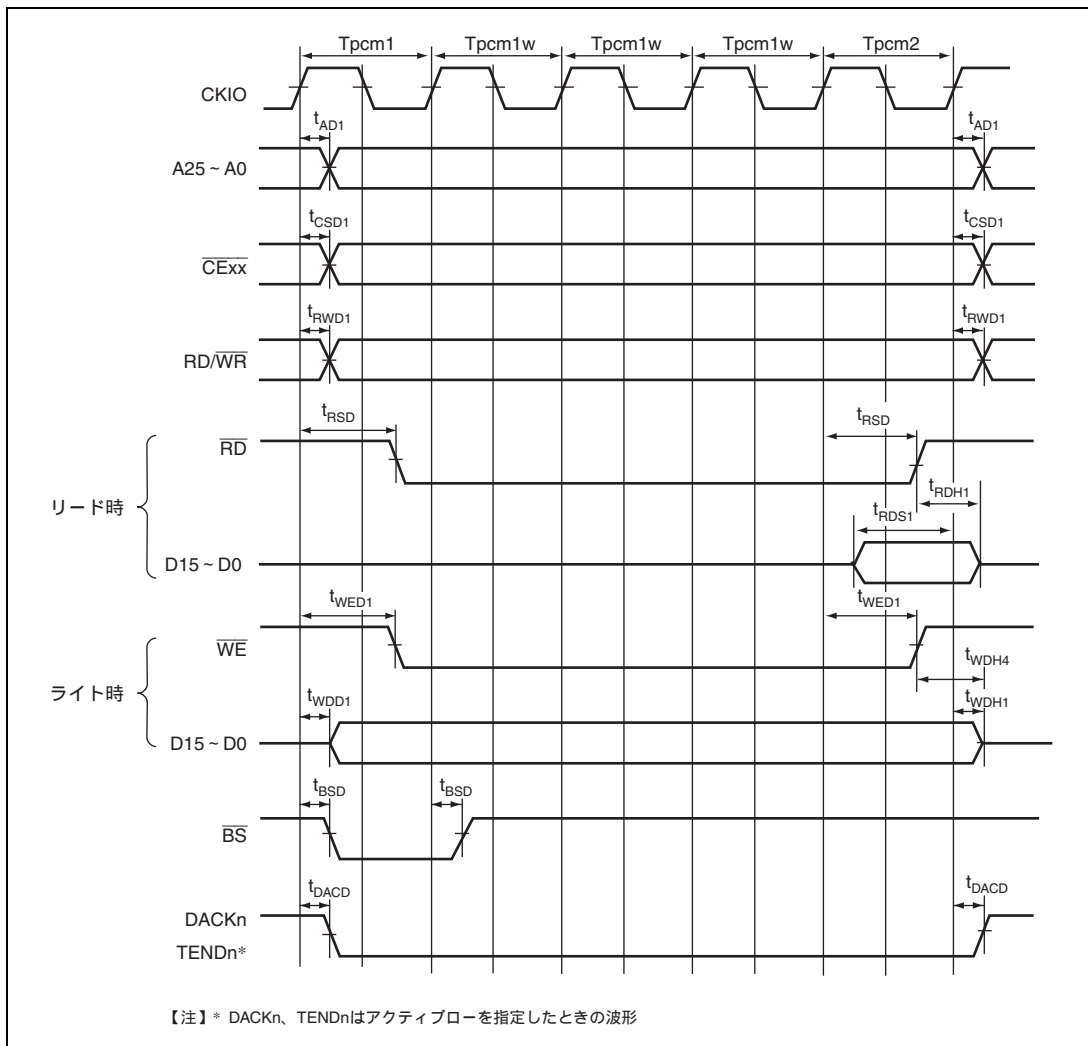 Tpcm1 Tpcm1w Tpcm1w Tpcm1w Tpcm2
CKIO
tAD1 tAD1
A25 ~ A0
tCSD1 tCSD1
CExx
tRWD1 tRWD1
RD/WR
tRSD tRSD
RD
tRDH1
リード時
tRDS1
D15 ~ D0
tWED1 tWED1
WE
tWDH4
ライト時
tWDD1 tWDH1
D15 ~ D0
tBSD tBSD
BS
tDACD tDACD
DACKn
TENDn*
【注】* DACKn、TENDnはアクティブローを指定したときの波形